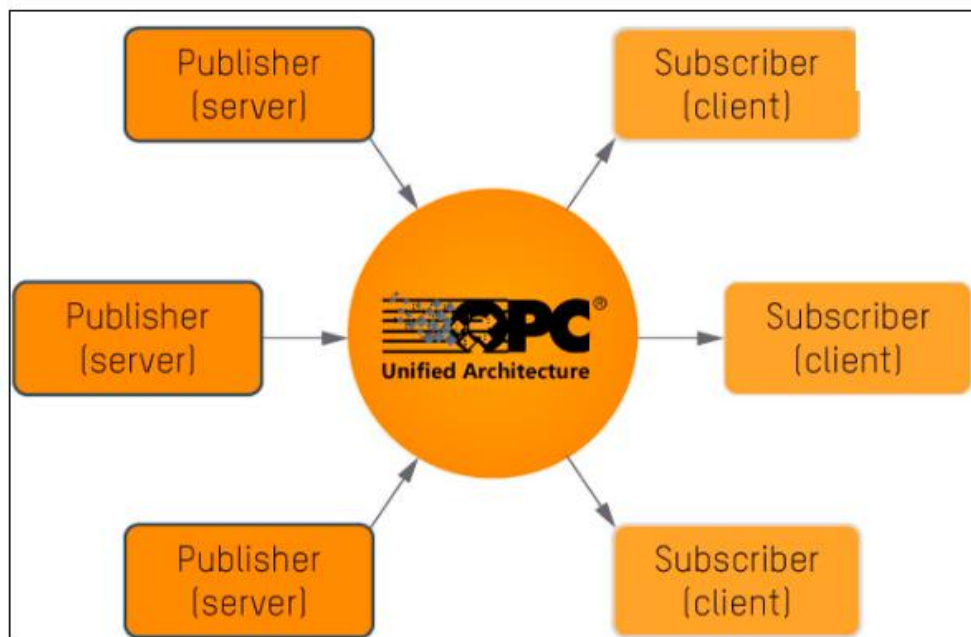 Publisher
(server)
Subscriber
(client)
Publisher
(server)
OPC®
Unified Architecture
Subscriber
(client)
Publisher
(server)
Subscriber
(client)